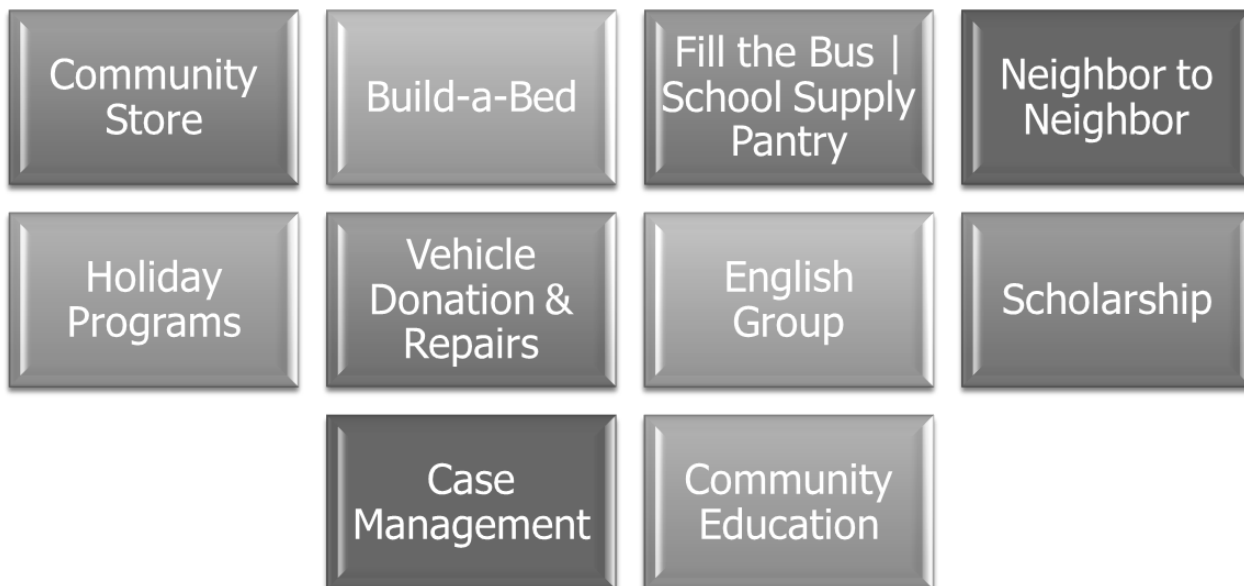 Community
Store
Build-a-Bed
Fill the Bus |
School Supply
Pantry
Neighbor to
Neighbor
Holiday
Programs
Vehicle
Donation &
Repairs
English
Group
Scholarship
Case
Management
Community
Education